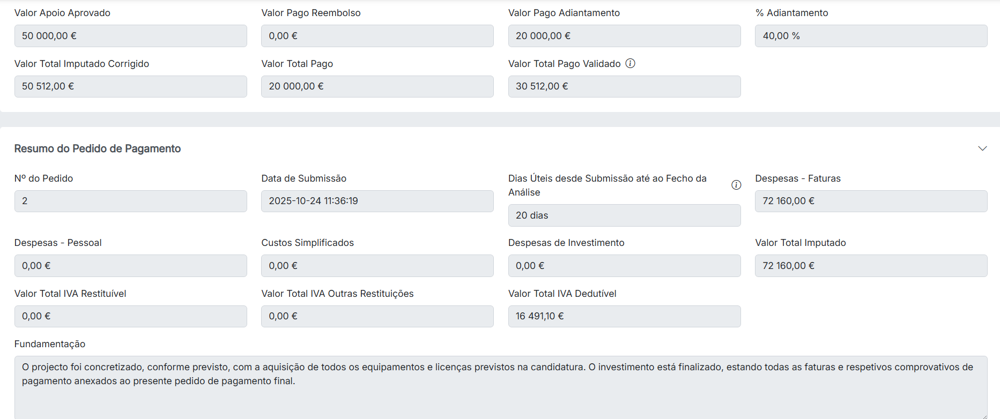 Valor Apoio Aprovado
Valor Pago Reembolso
Valor Pago Adiantamento
% Adiantamento
50 000,00 €
0,00 €
20 000,00 €
40,00 %
Valor Total Imputado Corrigido
Valor Total Pago
Valor Total Pago Validado
50 512,00 €
20 000,00 €
30 512,00 €
Resumo do Pedido de Pagamento
Nº do Pedido
Data de Submissão
Dias Úteis desde Submissão até ao Fecho da
Análise
Despesas - Faturas
2
2025-10-24 11:36:19
20 dias
72 160,00 €
Despesas - Pessoal
Custos Simplificados
Despesas de Investimento
Valor Total Imputado
0,00 €
0,00 €
0,00 €
72 160,00 €
Valor Total IVA Restituível
Valor Total IVA Outras Restituições
Valor Total IVA Dedutível
0,00 €
0,00 €
16 491,10 €
Fundamentação
O projecto foi concretizado, conforme previsto, com a aquisição de todos os equipamentos e licenças previstos na candidatura. O investimento está finalizado, estando todas as faturas e respetivos comprovativos de
pagamento anexados ao presente pedido de pagamento final.